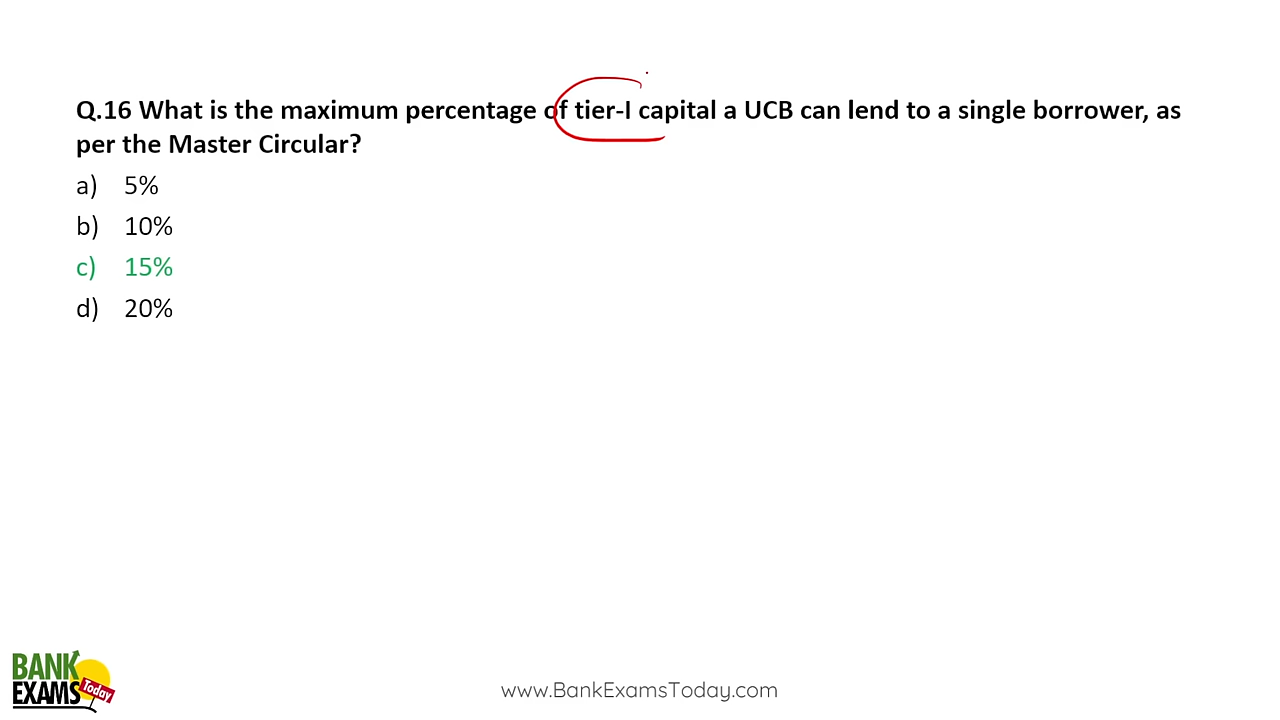 Q.16 What is the maximum percentage of tier-I capital a UCB can lend to a single borrower, as
per the Master Circular?
a) 5%
b) 10%
c) 15%
d) 20%
BANK
EXAMS
Today
www.BankExamsToday.com